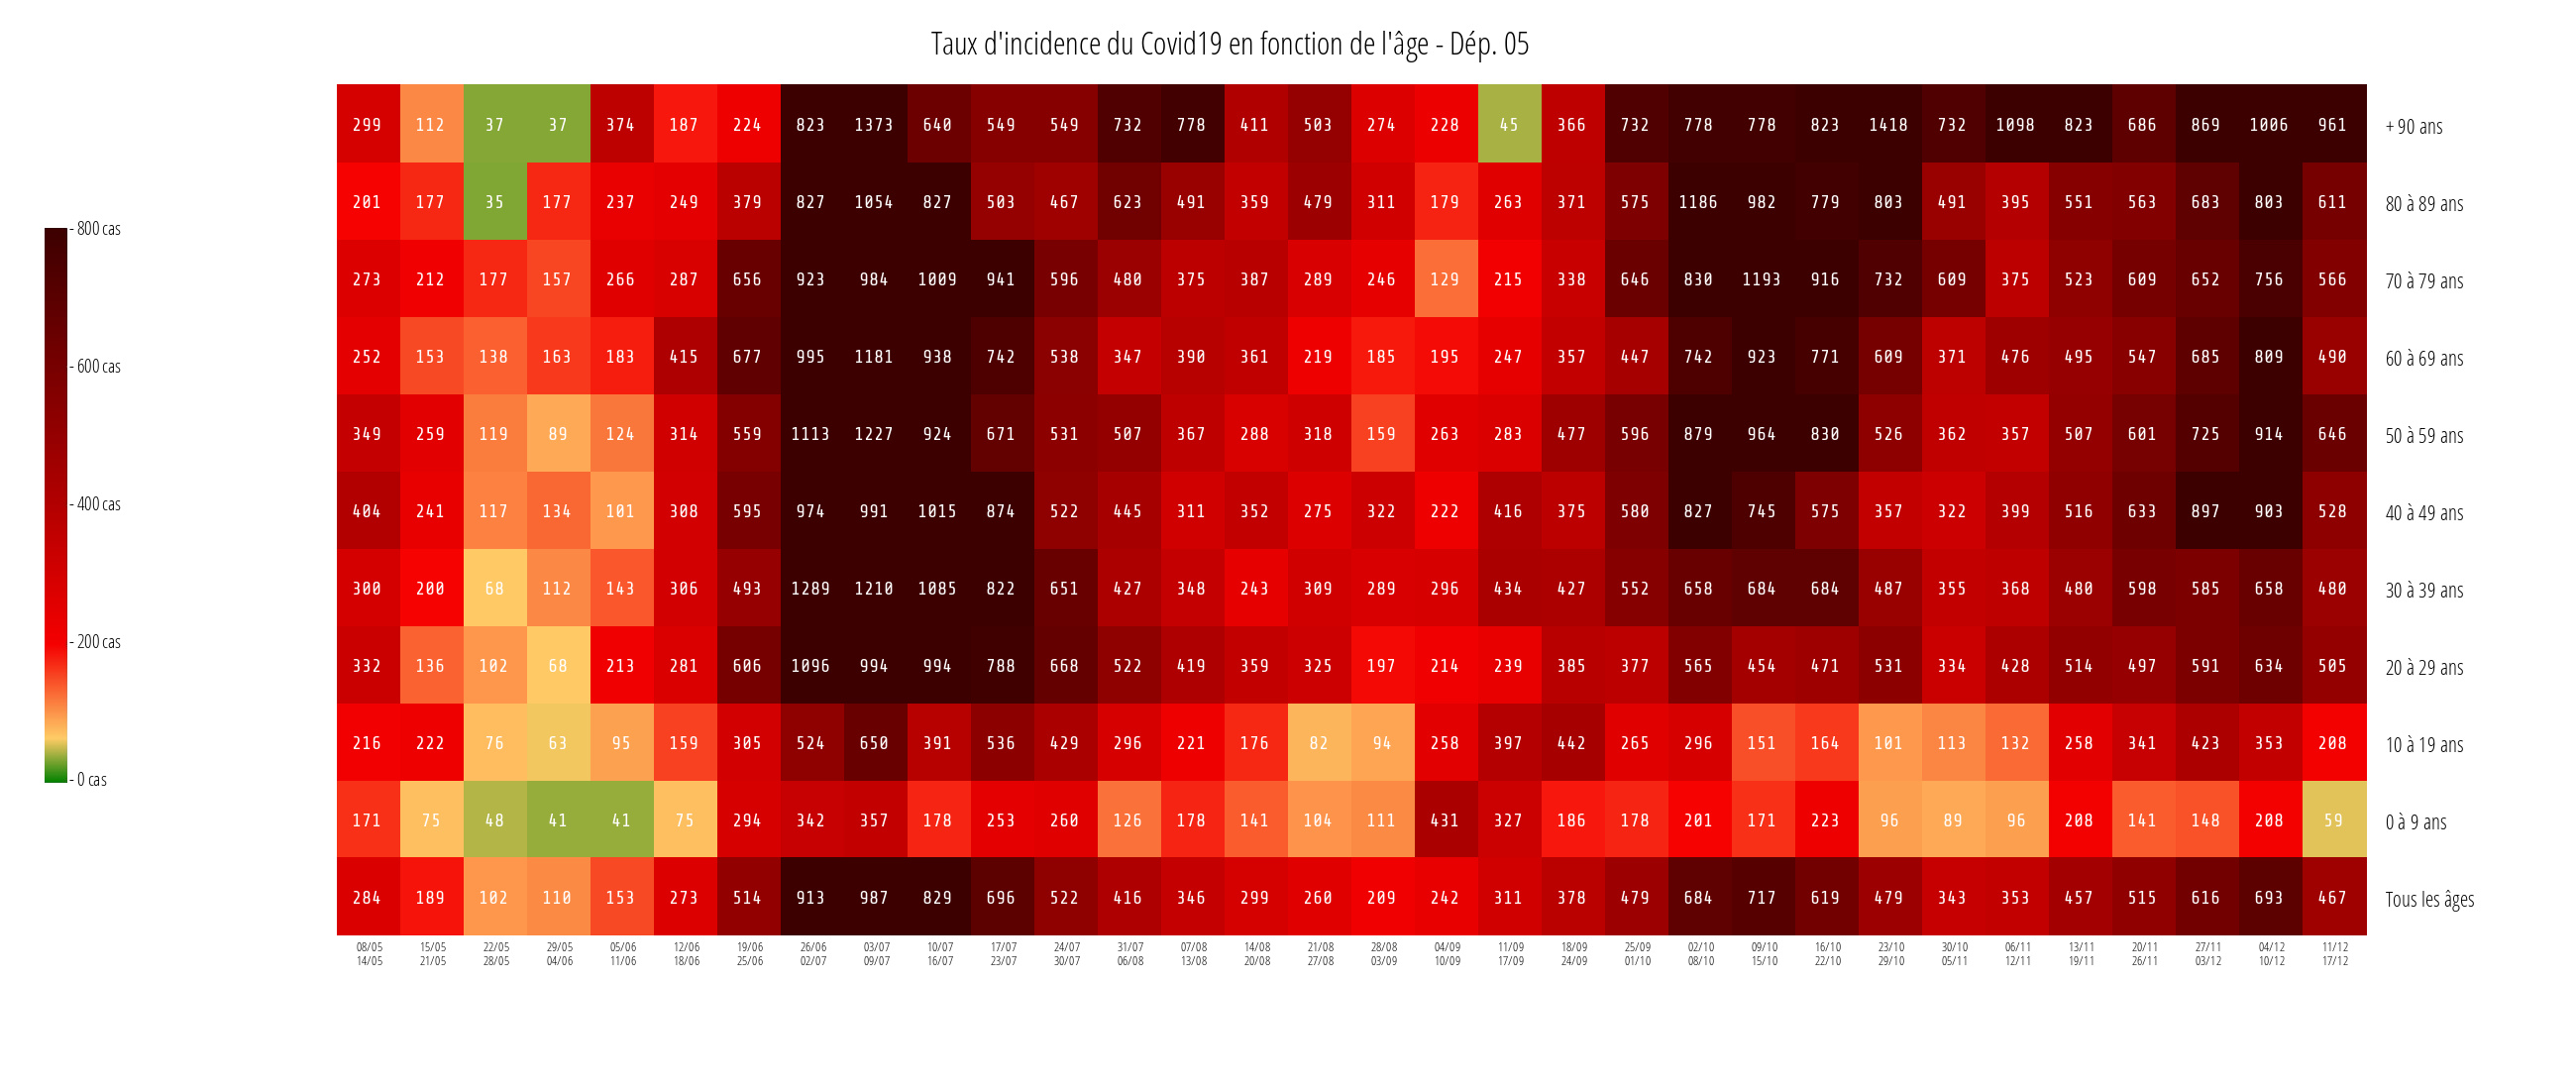 Taux d'incidence du Covid19 en fonction de l'âge - Dép. 05
299 112 37 37 374 187 224 823 1373 640 549 549 732 778 411 503 274 228 45 366 732 778 778 823 1418 732 1098 823 686 869 1006 961 + 90 ans
201 177 35 177 237 249 379 827 1054 827 503 467 623 491 359 479 311 179 263 371 575 1186 982 779 803 491 395 551 563 683 803 611 80 à 89 ans
273 212 177 157 266 287 656 923 984 1009 941 596 480 375 387 289 246 129 215 338 646 830 1193 916 732 609 375 523 609 652 756 566 70 à 79 ans
252 153 138 163 183 415 677 995 1181 938 742 538 347 390 361 219 185 195 247 357 447 742 923 771 609 371 476 495 547 685 809 490 60 à 69 ans
349 259 119 89 124 314 559 1113 1227 924 671 531 507 367 288 318 159 263 283 477 596 879 964 830 526 362 357 507 601 725 914 646 50 à 59 ans
404 241 117 134 101 308 595 974 991 1015 874 522 445 311 352 275 322 222 416 375 580 827 745 575 357 322 399 516 633 897 903 528 40 à 49 ans
300 200 68 112 143 306 493 1289 1210 1085 822 651 427 348 243 309 289 296 434 427 552 658 684 684 487 355 368 480 598 585 658 480 30 à 39 ans
332 136 102 68 213 281 606 1096 994 994 788 668 522 419 359 325 197 214 239 385 377 565 454 471 531 334 428 514 497 591 634 505 20 à 29 ans
216 222 76 63 95 159 305 524 650 391 536 429 296 221 176 82 94 258 397 442 265 296 151 164 101 113 132 258 341 423 353 208 10 à 19 ans
171 75 48 41 41 75 294 342 357 178 253 260 126 178 141 104 111 431 327 186 178 201 171 223 96 89 96 208 141 148 208 59 0 à 9 ans
284 189 102 110 153 273 514 913 987 829 696 522 416 346 299 260 209 242 311 378 479 684 717 619 479 343 353 457 515 616 693 467 Tous les âges
08/05 15/05 22/05 29/05 05/06 12/06 19/06 26/06 03/07 10/07 17/07 24/07 31/07 07/08 14/08 21/08 28/08 04/09 11/09 18/09 25/09 02/10 09/10 16/10 23/10 30/10 06/11 13/11 20/11 27/11 04/12 11/12
14/05 21/05 28/05 04/06 11/06 18/06 25/06 02/07 09/07 16/07 23/07 30/07 06/08 13/08 20/08 27/08 03/09 10/09 17/09 24/09 01/10 08/10 15/10 22/10 29/10 05/11 12/11 19/11 26/11 03/12 10/12 17/12
- 800 cas
- 600 cas
- 400 cas
- 200 cas
- 0 cas